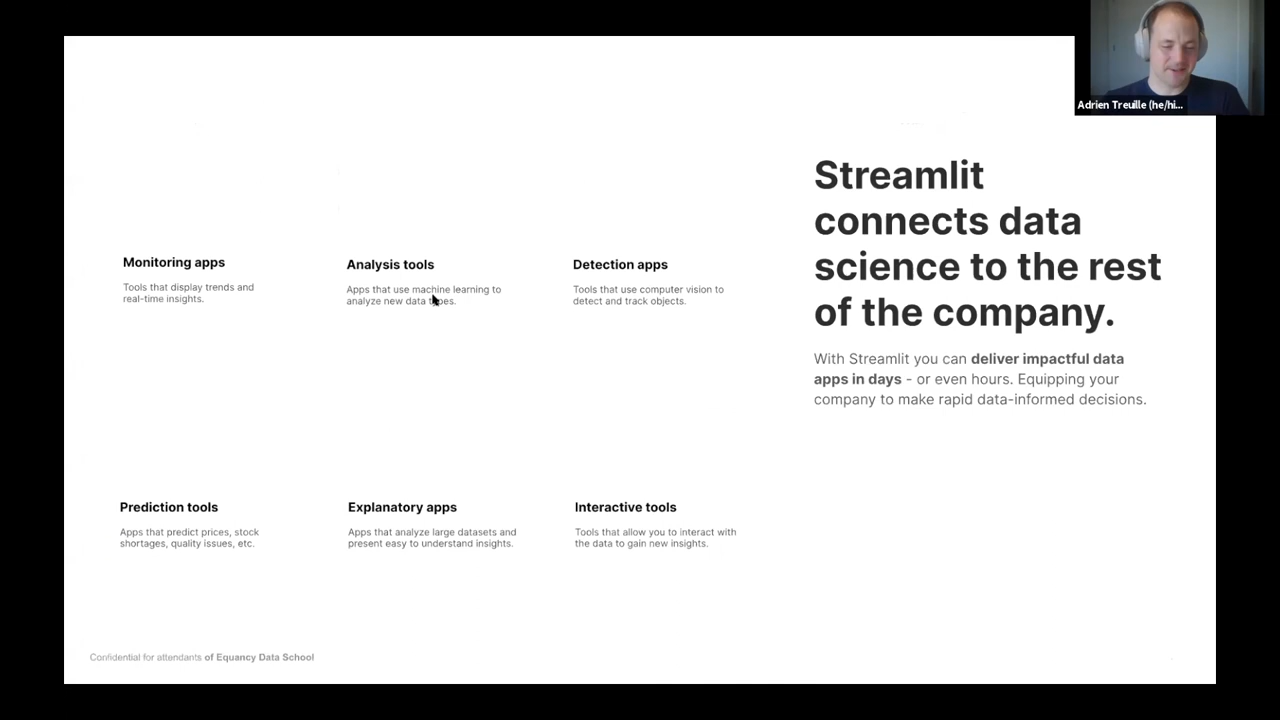 Adrien Treuille (he/hi...
Streamlit
connects data
science to the rest
of the company.
With Streamlit you can deliver impactful data
apps in days - or even hours. Equipping your
company to make rapid data-informed decisions.
Monitoring apps
Tools that display trends and
real-time insights.
Analysis tools
Apps that use machine learning to
analyze new data types.
Detection apps
Tools that use computer vision to
detect and track objects.
Prediction tools
Apps that predict prices, stock
shortages, quality issues, etc.
Explanatory apps
Apps that analyze large datasets and
present easy to understand insights.
Interactive tools
Tools that allow you to interact with
the data to gain new insights.
Confidential for attendants of Equancy Data School